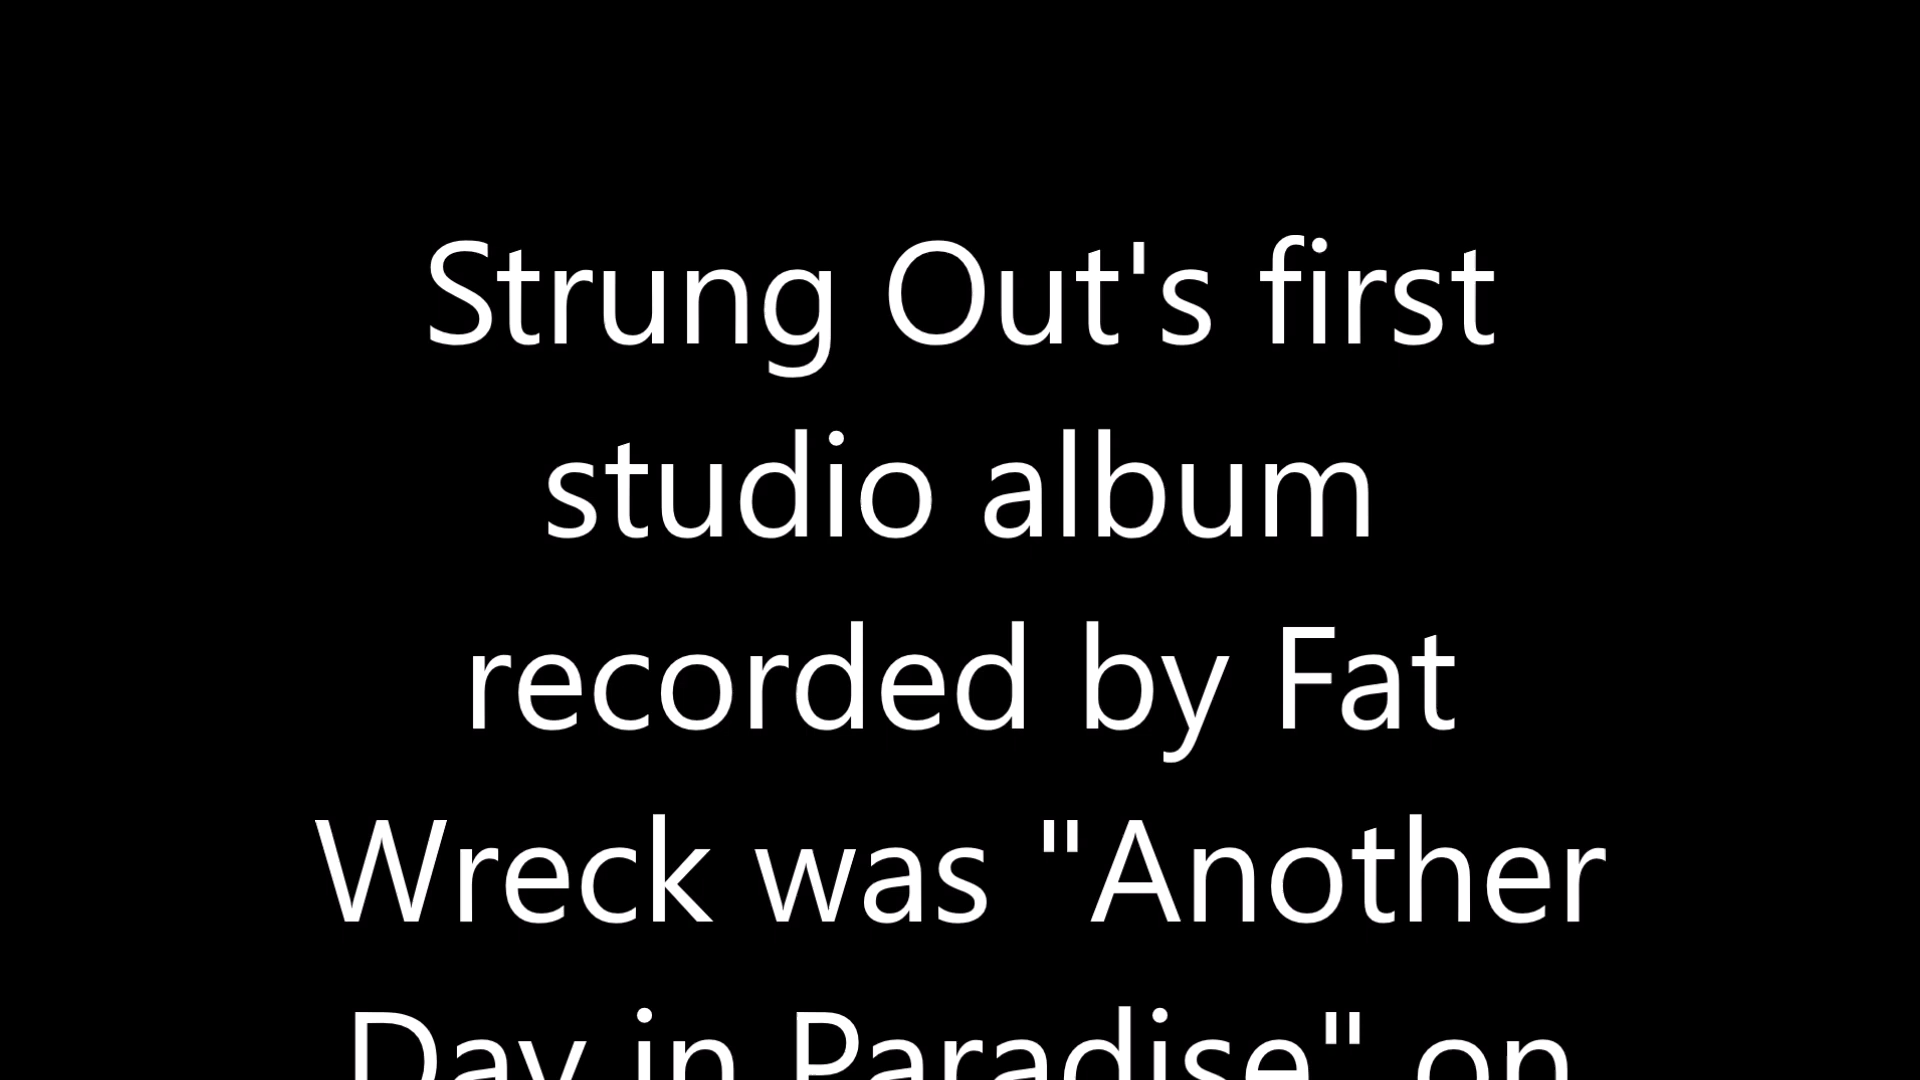 Strung Out's first
studio album
recorded by Fat
Wreck was "Another
Day in Paradise" on